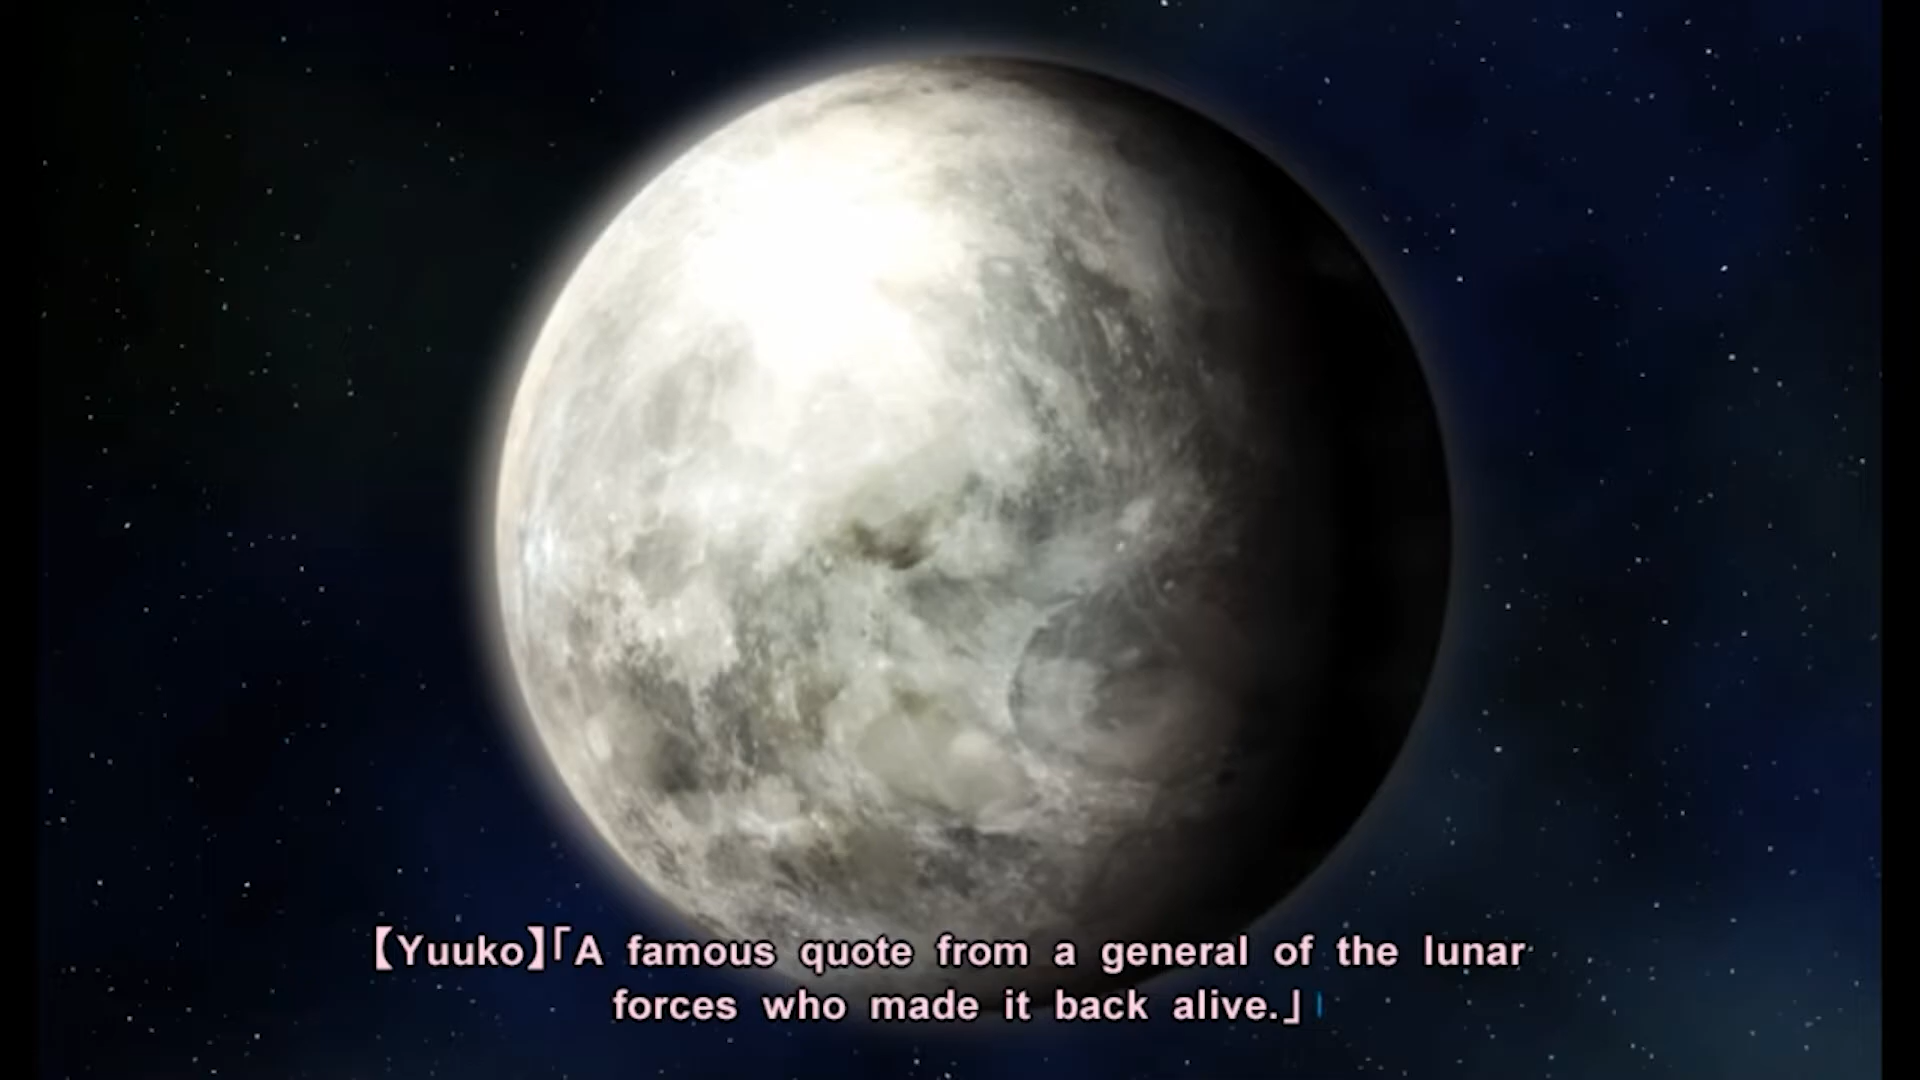 【Yuuko】「A famous quote from a general of the lunar
forces who made it back alive.」